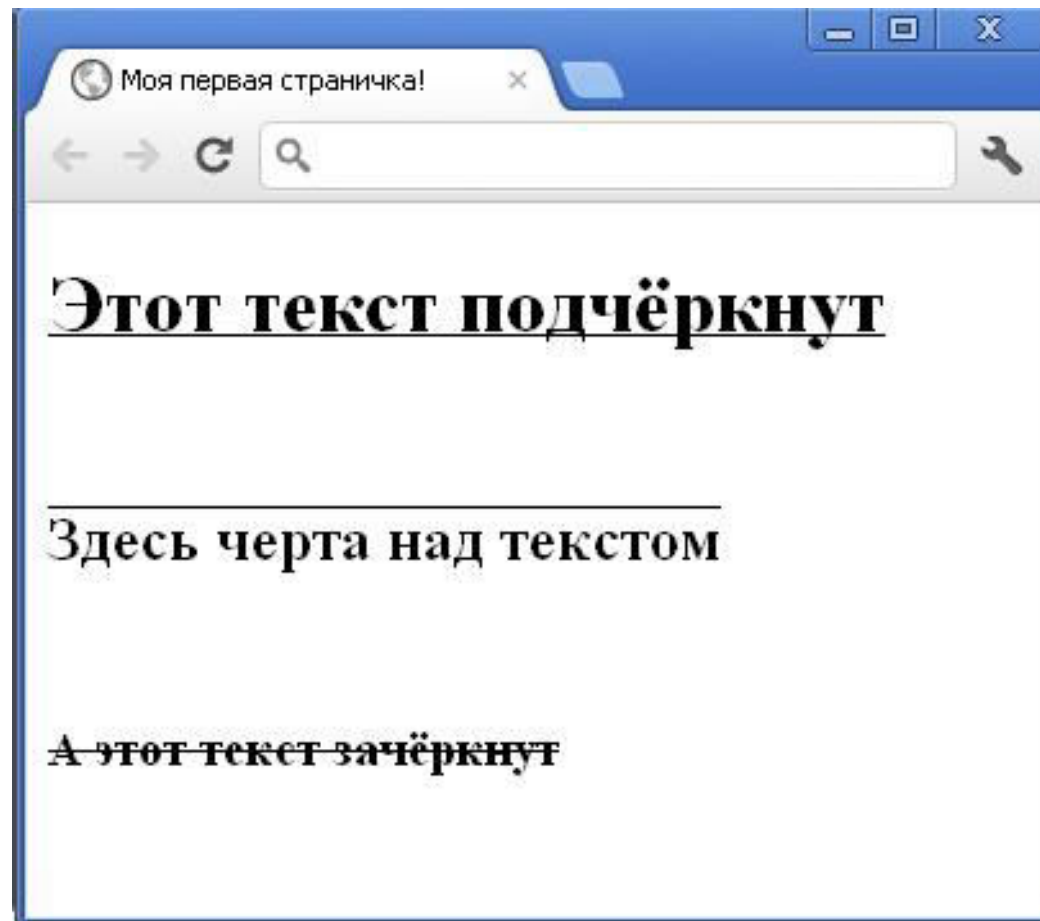 Моя первая страничка!
Этот текст подчёркнут
Здесь черта над текстом
А этот текст зачёркнут